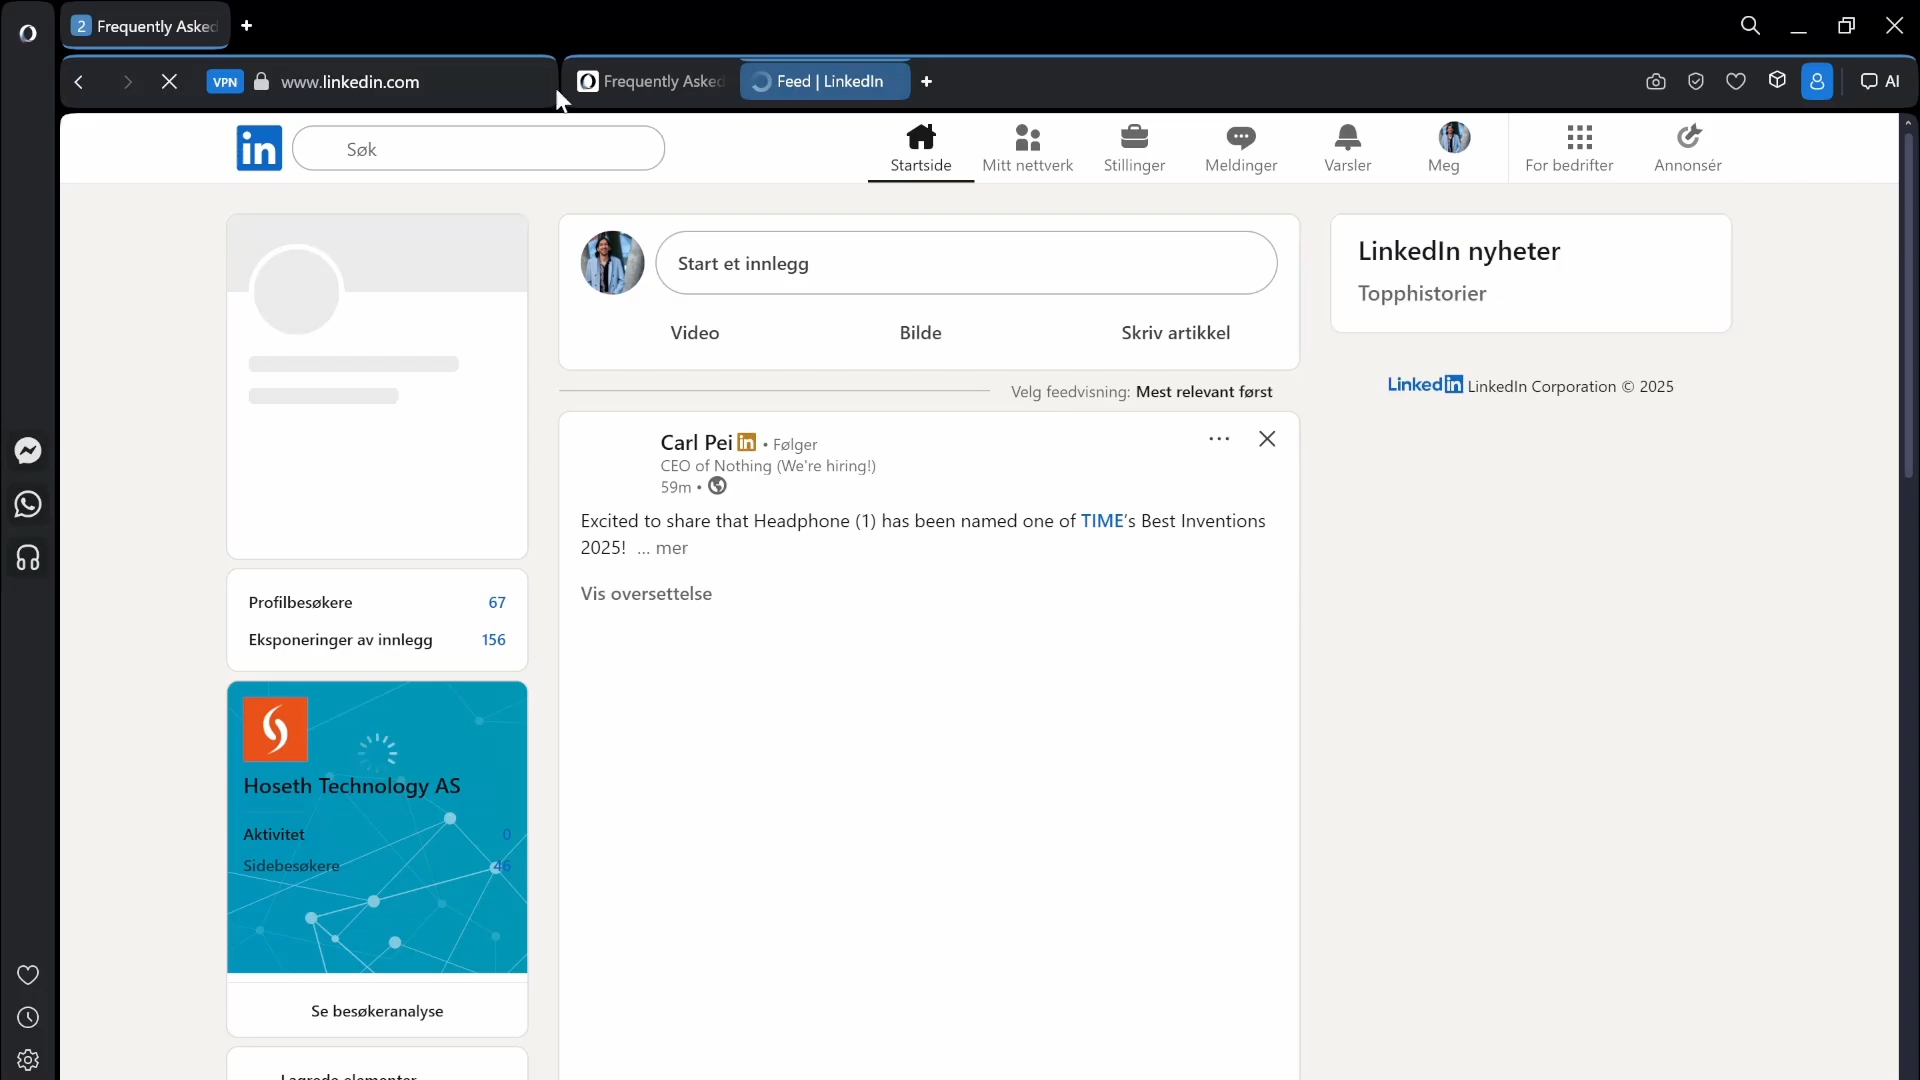 2 Frequently Asked
VPN www.linkedin.com
Frequently Asked
Feed | LinkedIn
AI
in
Søk
Startside
Mitt nettverk
Stillinger
Meldinger
Varsler
Meg
For bedrifter
Annonsér
Start et innlegg
Video
Bilde
Skriv artikkel
Velg feedvisning: Mest relevant først
Carl Pei in • Følger
CEO of Nothing (We're hiring!)
59m •
Excited to share that Headphone (1) has been named one of TIME's Best Inventions
2025! ... mer
Vis oversettelse
LinkedIn nyheter
Topphistorier
LinkedIn LinkedIn Corporation © 2025
Profilbesøkere 67
Eksponeringer av innlegg 156
Hoseth Technology AS
Aktivitet 0
Sidebesøkere 46
Se besøkeranalyse
Lagrede elementer